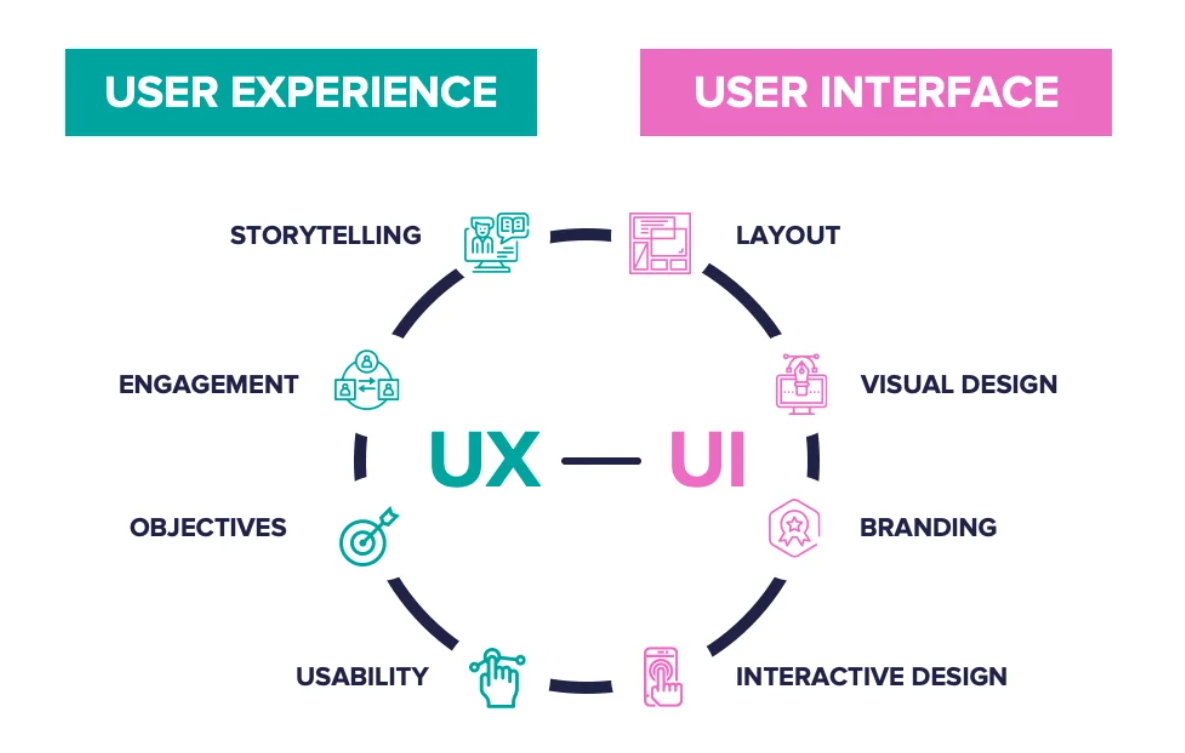 USER EXPERIENCE
USER INTERFACE
STORYTELLING
LAYOUT
ENGAGEMENT
VISUAL DESIGN
UX
UI
OBJECTIVES
BRANDING
USABILITY
INTERACTIVE DESIGN